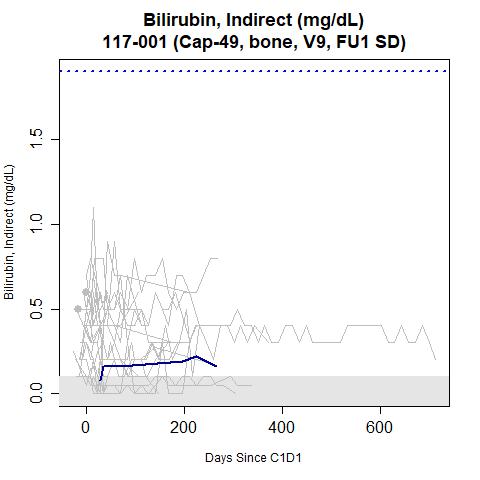 Bilirubin, Indirect (mg/dL)
117-001 (Cap-49, bone, V9, FU1 SD)
Bilirubin, Indirect (mg/dL)
1.5
1.0
0.5
0.0
0
200
400
600
Days Since C1D1